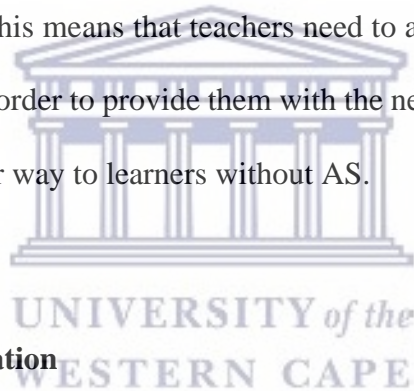 his means that teachers need to a
order to provide them with the ne
way to learners without AS.
UNIVERSITY of the
ation
WESTERN CAPE